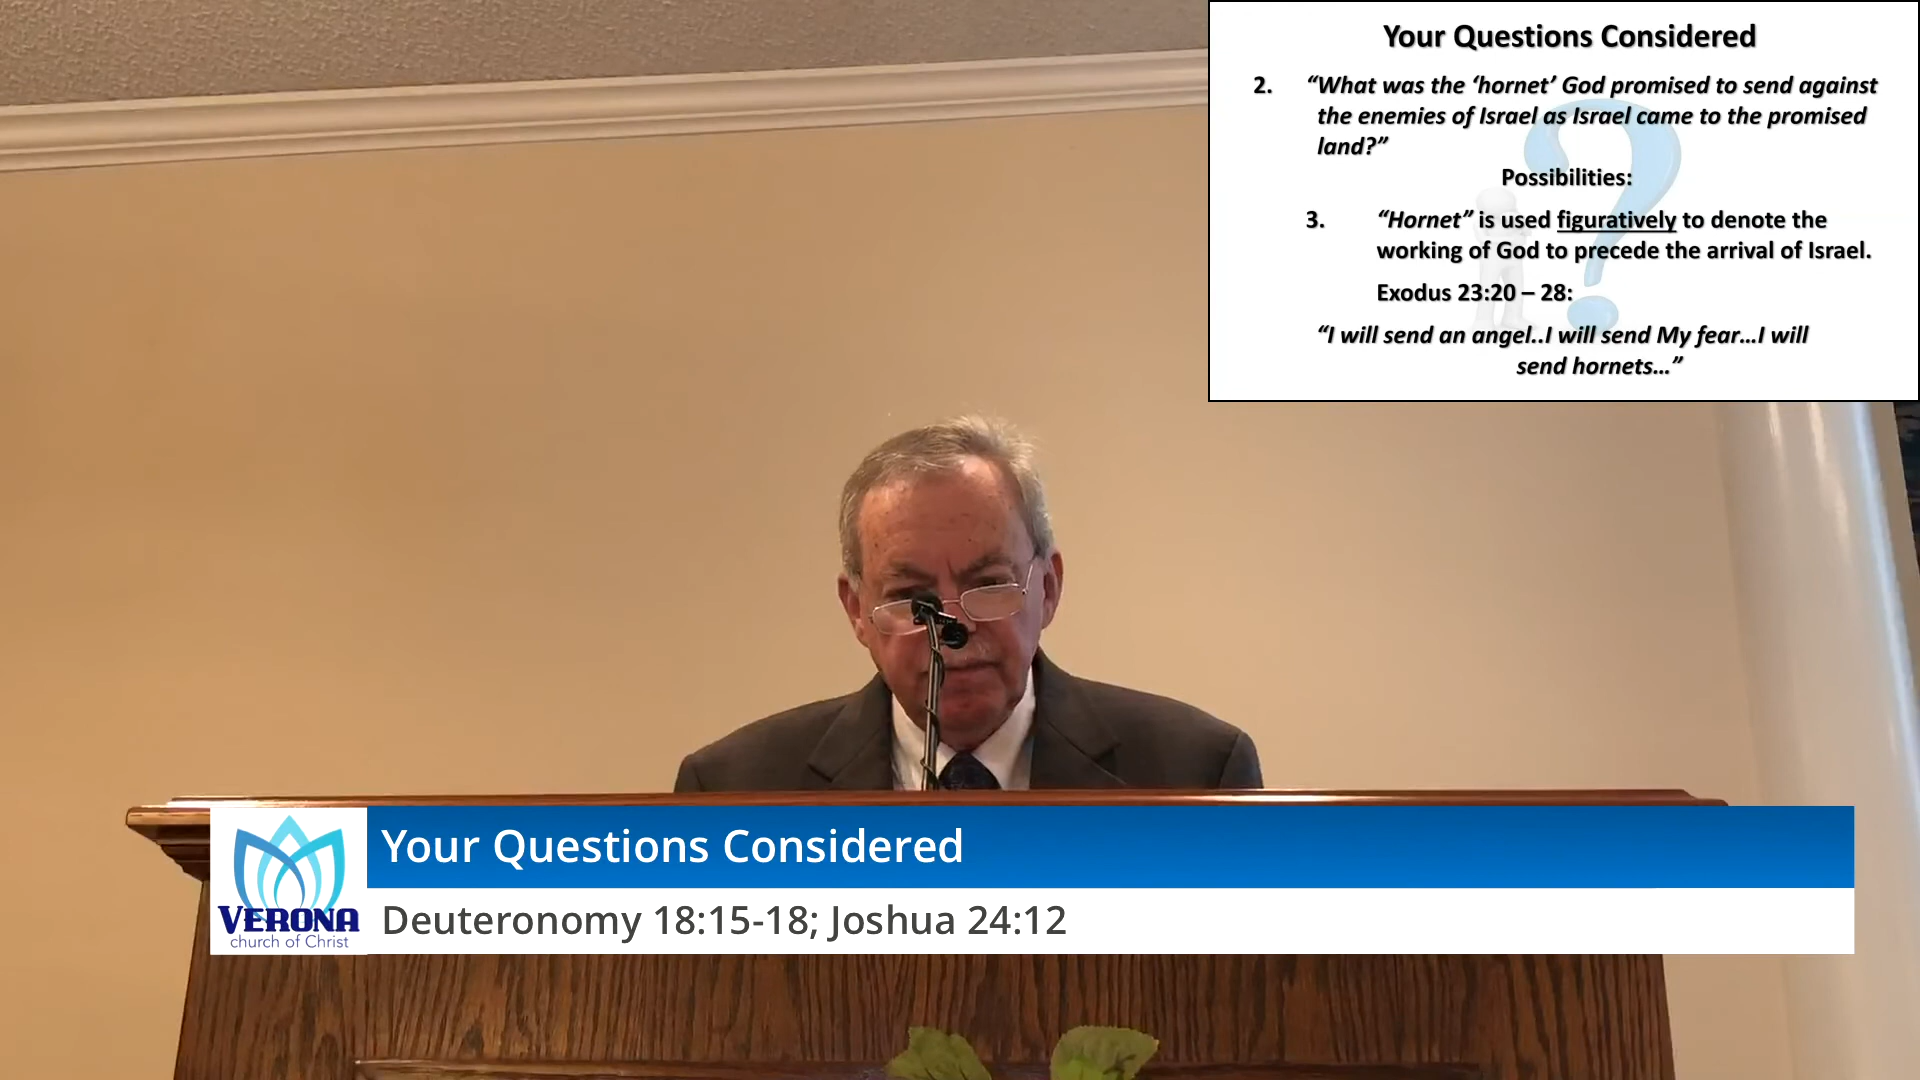 Your Questions Considered
2. “What was the ‘hornet’ God promised to send against
the enemies of Israel as Israel came to the promised
land?”
Possibilities:
3. “Hornet” is used figuratively to denote the
working of God to precede the arrival of Israel.
Exodus 23:20 – 28:
“I will send an angel..I will send My fear…I will
send hornets…”
Your Questions Considered
Deuteronomy 18:15-18; Joshua 24:12
VERONA
church of Christ